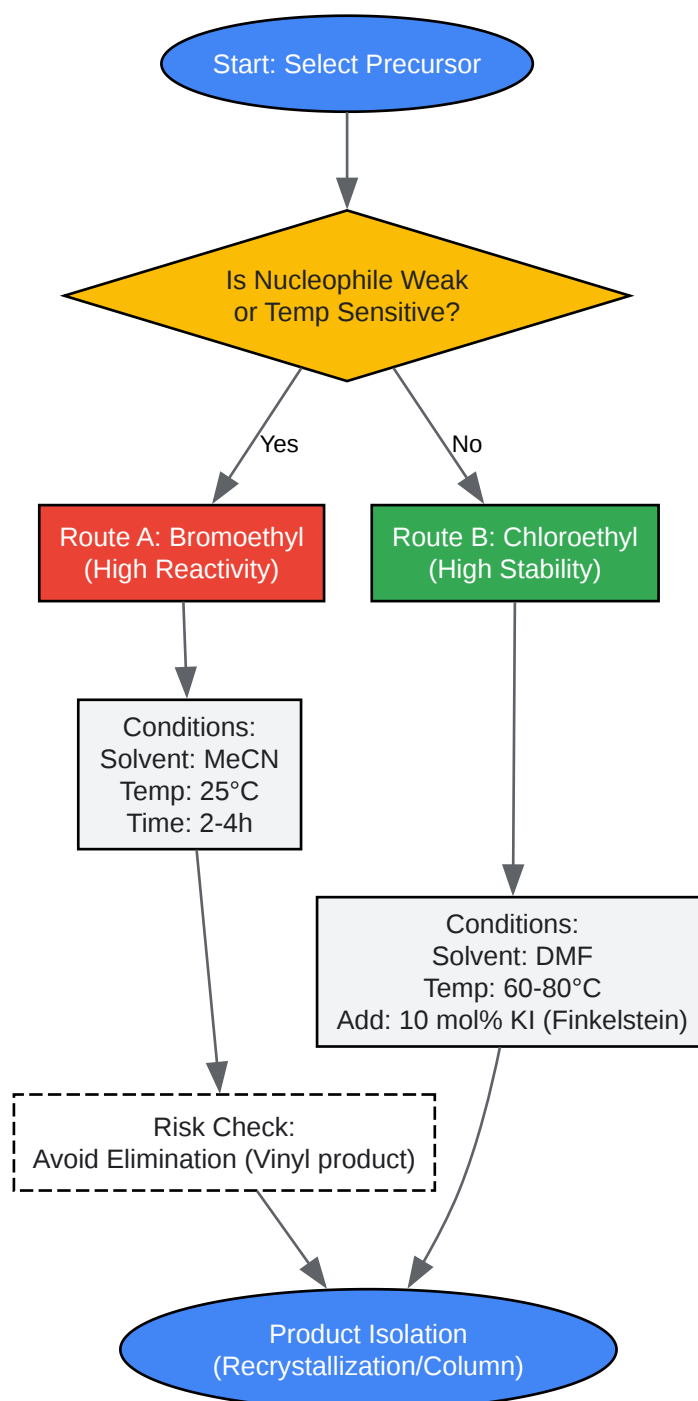 Start: Select Precursor
Is Nucleophile Weak
or Temp Sensitive?
Yes
No
Route A: Bromoethyl
(High Reactivity)
Route B: Chloroethyl
(High Stability)
Conditions:
Solvent: MeCN
Temp: 25°C
Time: 2-4h
Conditions:
Solvent: DMF
Temp: 60-80°C
Add: 10 mol% KI (Finkelstein)
Risk Check:
Avoid Elimination (Vinyl product)
Product Isolation
(Recrystallization/Column)